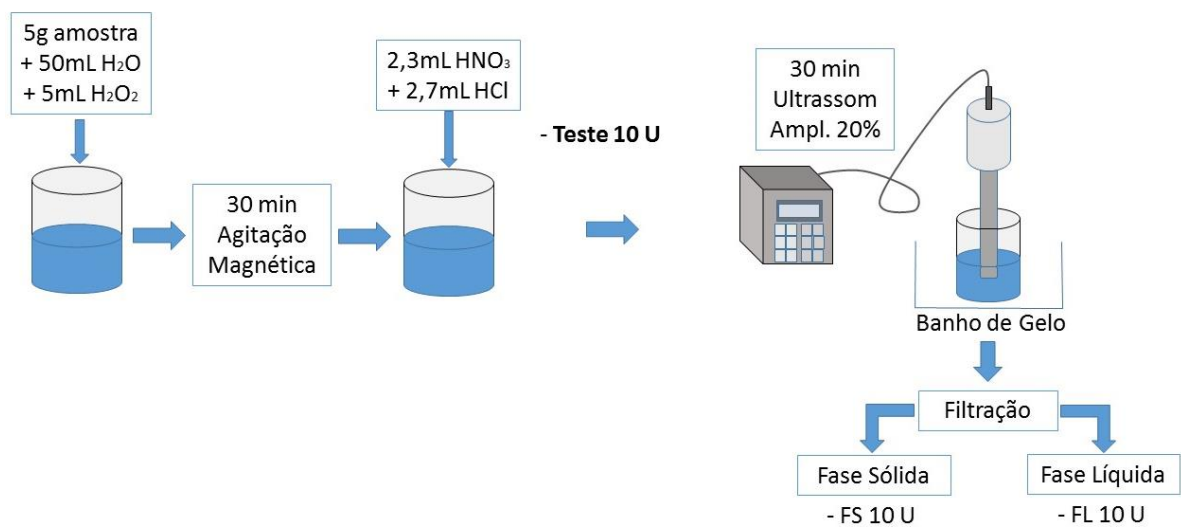 5g amostra
+ 50mL H₂O
+ 5mL H₂O₂
30 min
Agitação
Magnética
2,3mL HNO₃
+ 2,7mL HCl
- Teste 10 U
30 min
Ultrassom
Ampl. 20%
Banho de Gelo
Filtração
Fase Sólida
- FS 10 U
Fase Líquida
- FL 10 U